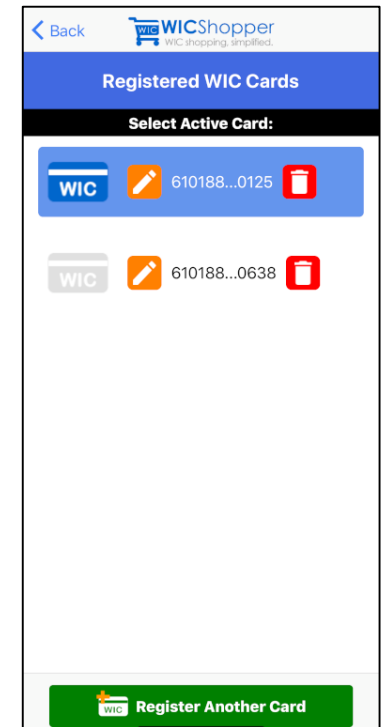 Back
WIC WICShopper
WIC shopping, simplified.
Registered WIC Cards
Select Active Card:
WIC 610188...0125
WIC 610188...0638
WIC Register Another Card